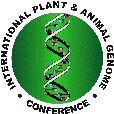 • INTERNATIONAL PLANT & ANIMAL GENOME •
CONFERENCE